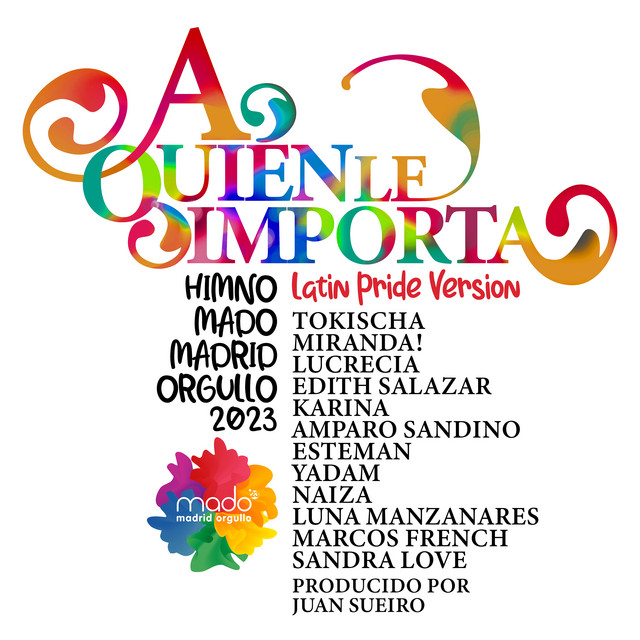 A
QUIÉN LE
IMPORTA
HIMNO
MADO
MADRID
ORGULLO
2023
Latin Pride Version
TOKISCHA
MIRANDA!
LUCRECIA
EDITH SALAZAR
KARINA
AMPARO SANDINO
ESTEMAN
YADAM
NAIZA
LUNA MANZANARES
MARCOS FRENCH
SANDRA LOVE
PRODUCIDO POR
JUAN SUEIRO
mado
madrid orgullo